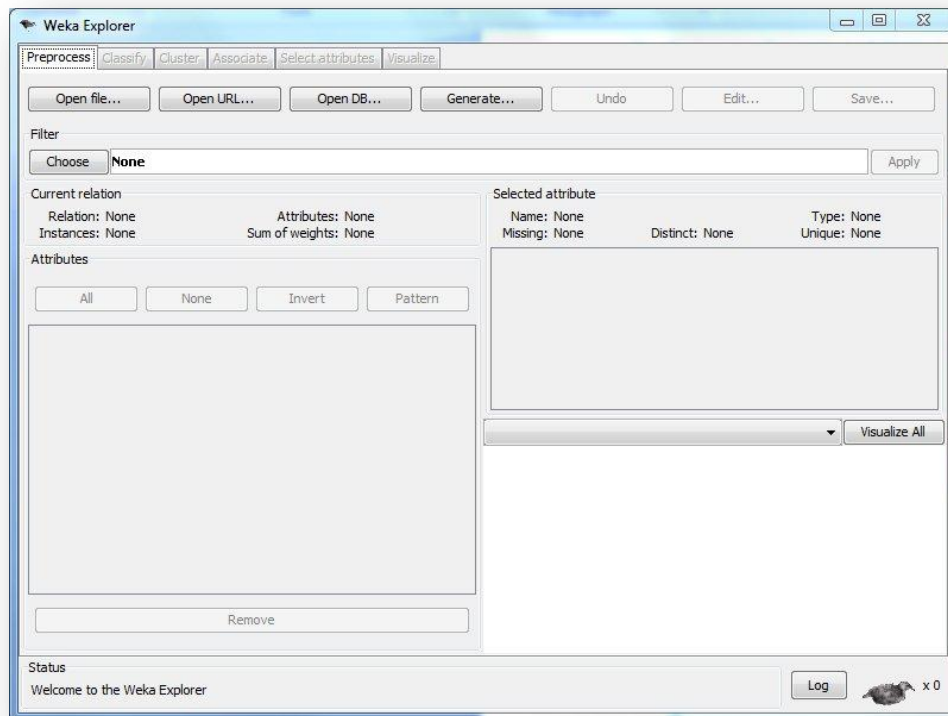 Weka Explorer
Preprocess Classify Cluster Associate Select attributes Visualize
Open file... Open URL... Open DB... Generate... Undo Edit... Save...
Filter
Choose None Apply
Current relation
Relation: None Attributes: None
Instances: None Sum of weights: None
Selected attribute
Name: None Type: None
Missing: None Distinct: None Unique: None
Attributes
All None Invert Pattern
Visualize All
Remove
Status
Welcome to the Weka Explorer
Log x 0